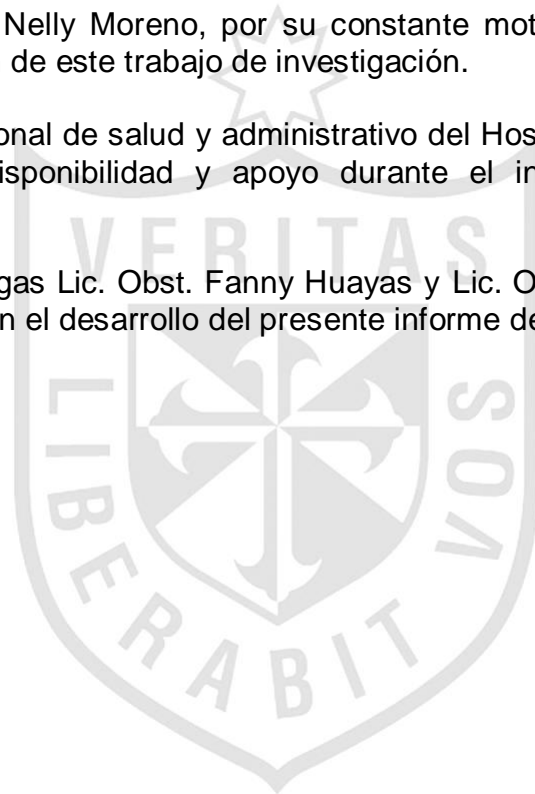 Nelly Moreno, por su constante mot
de este trabajo de investigación.
onal de salud y administrativo del Hos
isponibilidad y apoyo durante el in
gas Lic. Obst. Fanny Huayas y Lic. O
n el desarrollo del presente informe de
VERITAS
LIBERABIT VOS